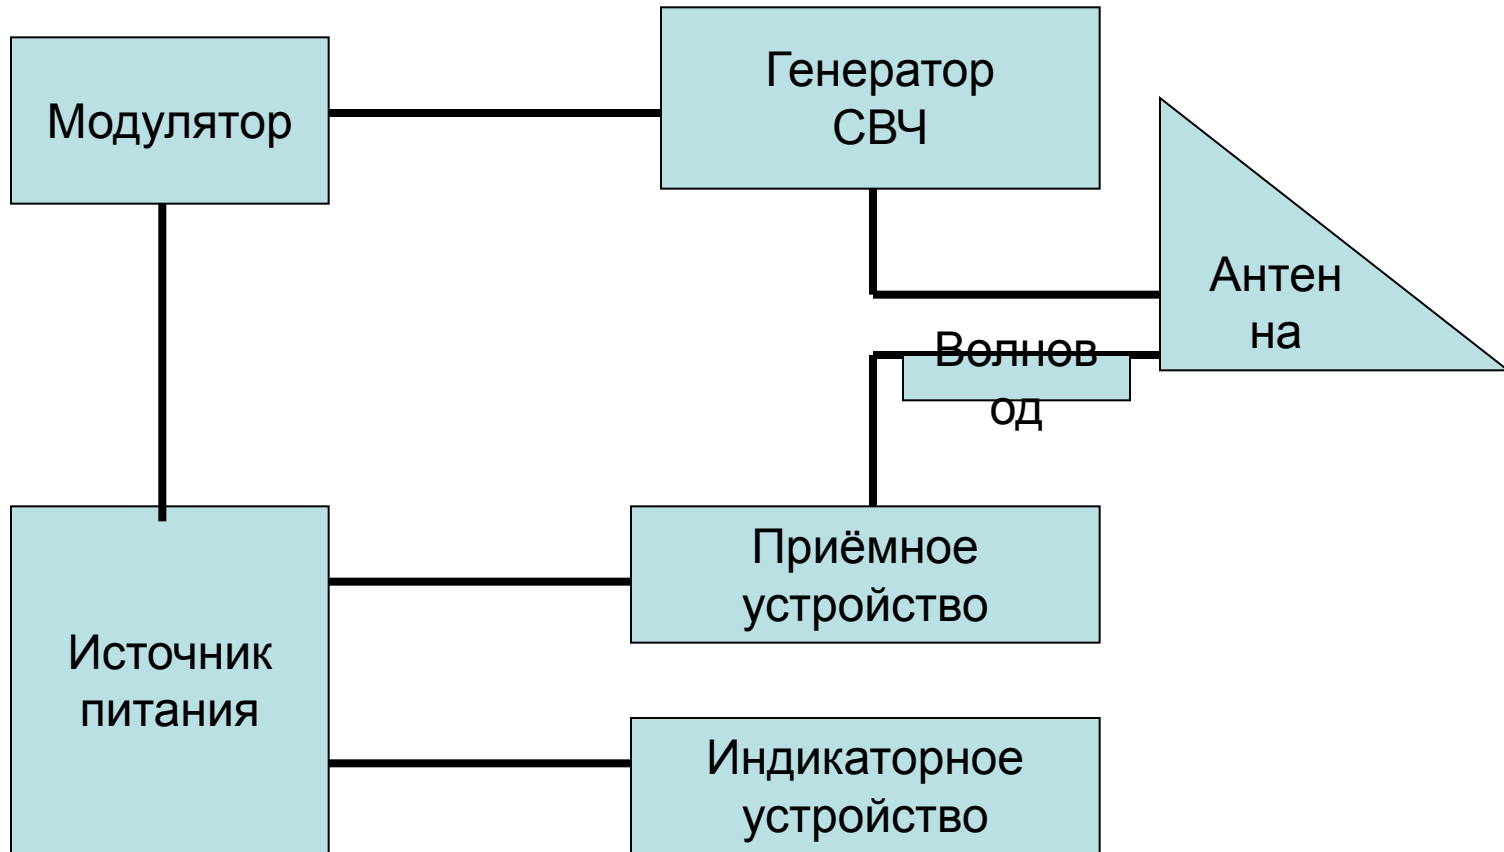 Модулятор
Генератор
СВЧ
Антен
на
Волнов
од
Приёмное
устройство
Источник
питания
Индикаторное
устройство